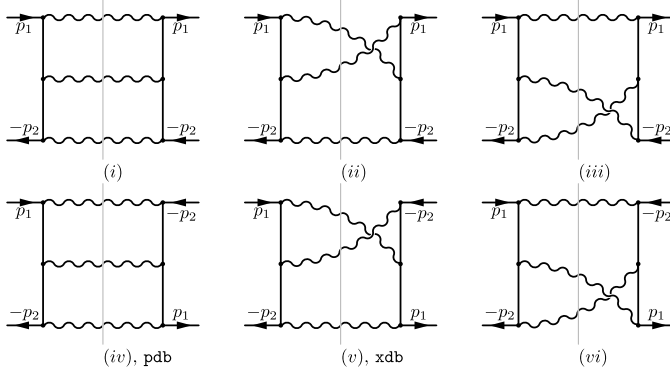 p₁ p₁ p₁ p₁ p₁ p₁
−p₂ −p₂ −p₂ −p₂ −p₂ −p₂
(i) (ii) (iii)
p₁ −p₂ p₁ −p₂ p₁ −p₂
−p₂ p₁ −p₂ p₁ −p₂ p₁
(iv), pdb (v), xdb (vi)